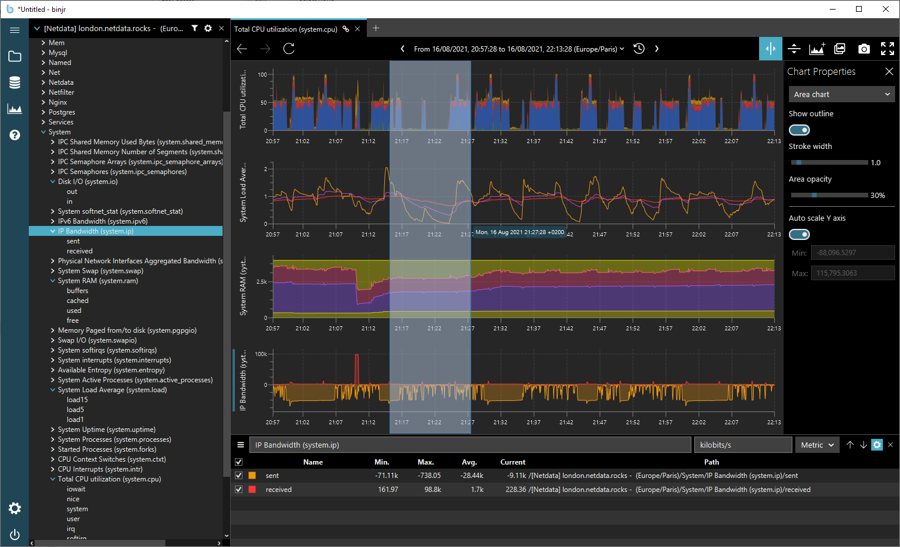 *Untitled - binjr
[Netdata] london.netdata.rocks - (Euro...
Mem
Mysql
Named
Net
Netdata
Netfilter
Nginx
Postgres
Services
System
IPC Shared Memory Used Bytes (system.shared_mem
IPC Shared Memory Number of Segments (system.sh
IPC Semaphore Arrays (system.ipc_semaphore_arrays)
IPC Semaphores (system.ipc_semaphores)
Disk I/O (system.io)
out
in
System softnet_stat (system.softnet_stat)
IPv6 Bandwidth (system.ipv6)
IP Bandwidth (system.ip)
sent
received
Physical Network Interfaces Aggregated Bandwidth (s
System Swap (system.swap)
System RAM (system.ram)
buffers
cached
used
free
Memory Paged from/to disk (system.pgpgio)
Swap I/O (system.swapio)
System softirqs (system.softirqs)
System interrupts (system.interrupts)
Available Entropy (system.entropy)
System Active Processes (system.active_processes)
System Load Average (system.load)
load15
load5
load1
System Uptime (system.uptime)
System Processes (system.processes)
Started Processes (system.forks)
CPU Context Switches (system.ctxt)
CPU Interrupts (system.intr)
Total CPU utilization (system.cpu)
iowait
nice
system
user
irq
softirq
Total CPU utilization (system.cpu)
From 16/08/2021, 20:57:28 to 22:13:28 (Europe/Paris)
Total CPU utilizati...
100
50
0
20:57 21:02 21:07 21:12 21:17 21:22 21:27 21:32 21:37 21:42 21:47 21:52 21:57 22:02 22:07 22:13
System Load Aver...
2
1
0
20:57 21:02 21:07 21:12 21:17 21:22 21:27 21:32 21:37 21:42 21:47 21:52 21:57 22:02 22:07 22:13
Mon, 16 Aug 2021 21:27:28 +0200
System RAM (syst...
2.5k
0
20:57 21:02 21:07 21:12 21:17 21:22 21:27 21:32 21:37 21:42 21:47 21:52 21:57 22:02 22:07 22:13
IP Bandwidth (syst...
100k
0
20:57 21:02 21:07 21:12 21:17 21:22 21:27 21:32 21:37 21:42 21:47 21:52 21:57 22:02 22:07 22:13
Chart Properties
Area chart
Show outline
Stroke width
1.0
Area opacity
30%
Auto scale Y axis
Min: -88,096.5297
Max: 115,795.3063
IP Bandwidth (system.ip) kilobits/s Metric
Name Min. Max. Avg. Current Path
sent -71.11k -738.05 -28.44k -9.11k /[Netdata] london.netdata.rocks - (Europe/Paris)/System/IP Bandwidth (system.ip)/sent
received 161.97 98.8k 1.7k 228.36 /[Netdata] london.netdata.rocks - (Europe/Paris)/System/IP Bandwidth (system.ip)/received